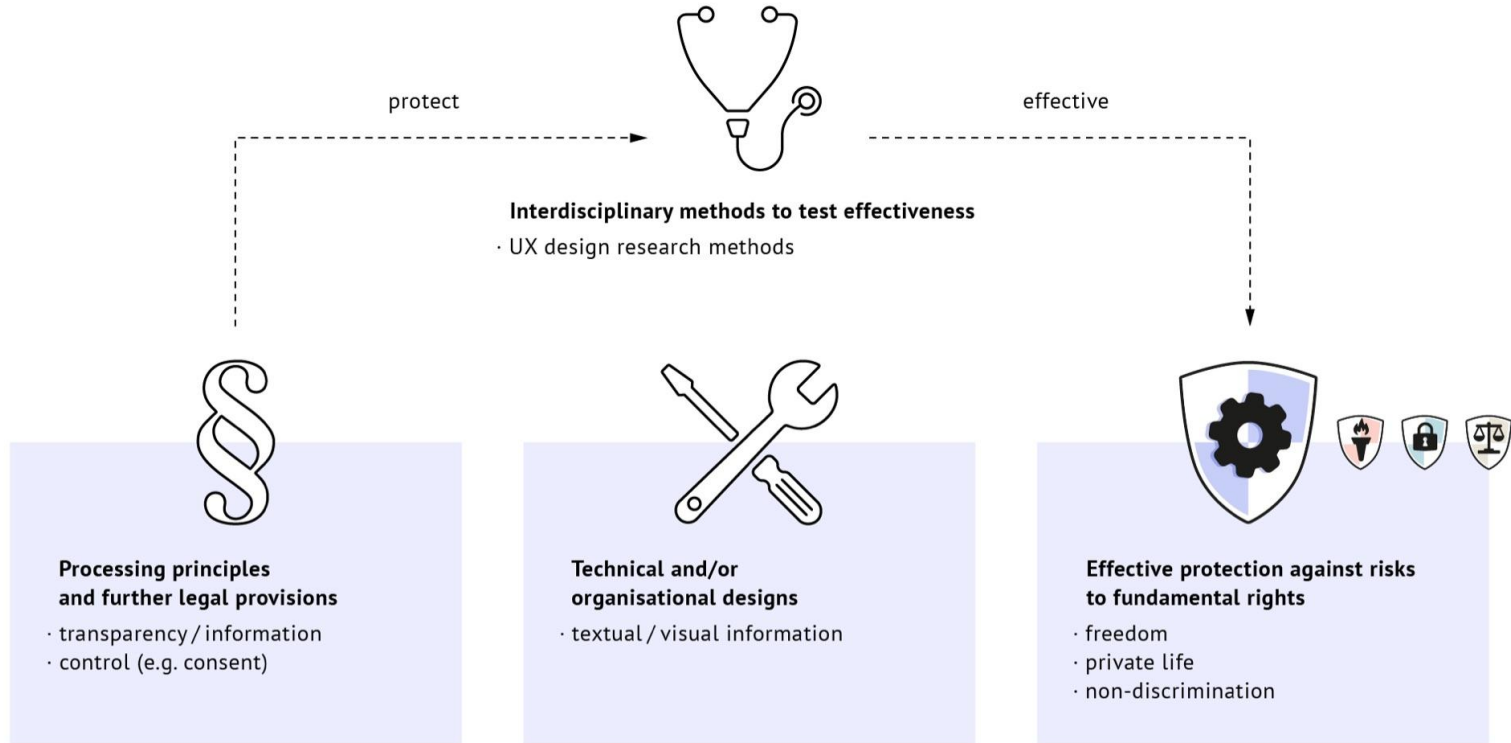 protect
effective
Interdisciplinary methods to test effectiveness
· UX design research methods
Processing principles
and further legal provisions
· transparency / information
· control (e.g. consent)
Technical and/or
organisational designs
· textual / visual information
Effective protection against risks
to fundamental rights
· freedom
· private life
· non-discrimination